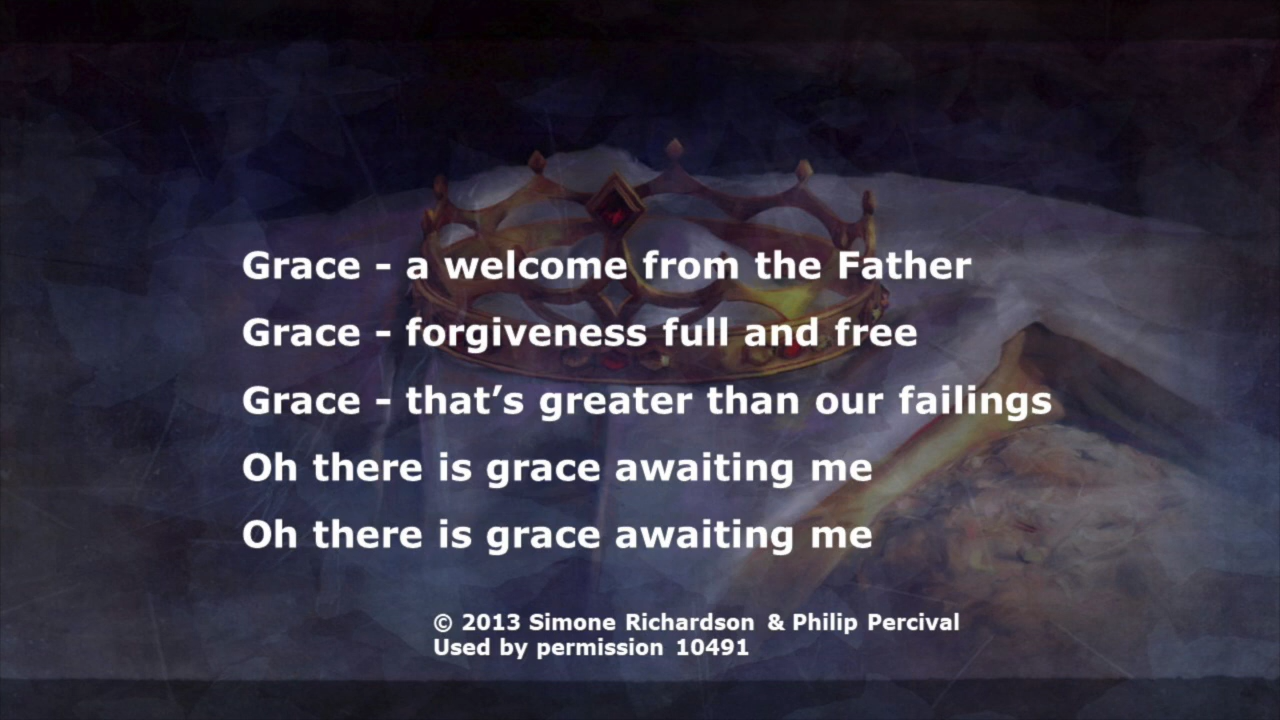 Grace - a welcome from the Father
Grace - forgiveness full and free
Grace - that’s greater than our failings
Oh there is grace awaiting me
Oh there is grace awaiting me
© 2013 Simone Richardson & Philip Percival
Used by permission 10491